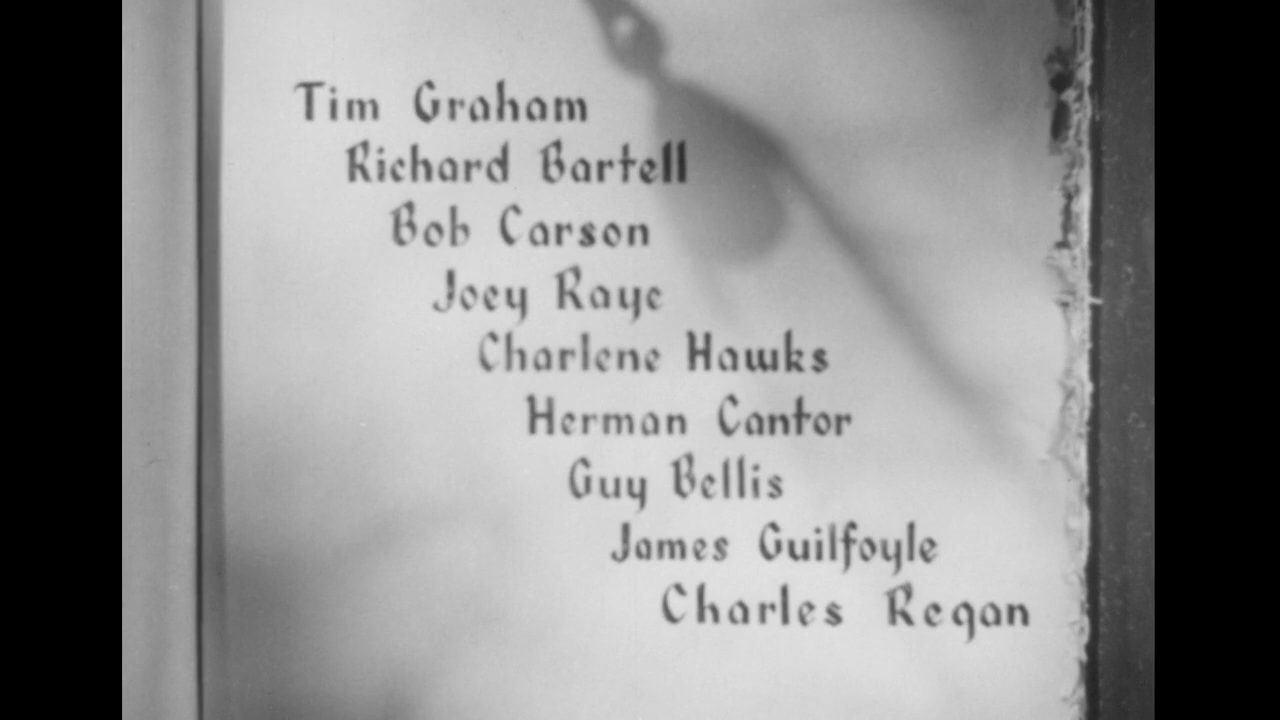 Tim Graham
Richard Bartell
Bob Carson
Joey Raye
Charlene Hawks
Herman Cantor
Guy Bellis
James Guilfoyle
Charles Regan